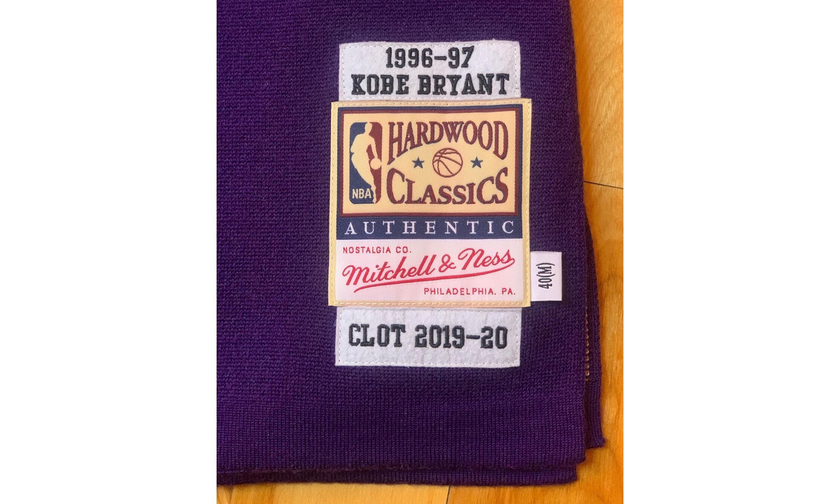 1996-97
KOBE BRYANT
HARDWOOD
NBA
CLASSICS
AUTHENTIC
NOSTALGIA CO.
Mitchell & Ness
PHILADELPHIA, PA.
40(M)
CLOT 2019-20